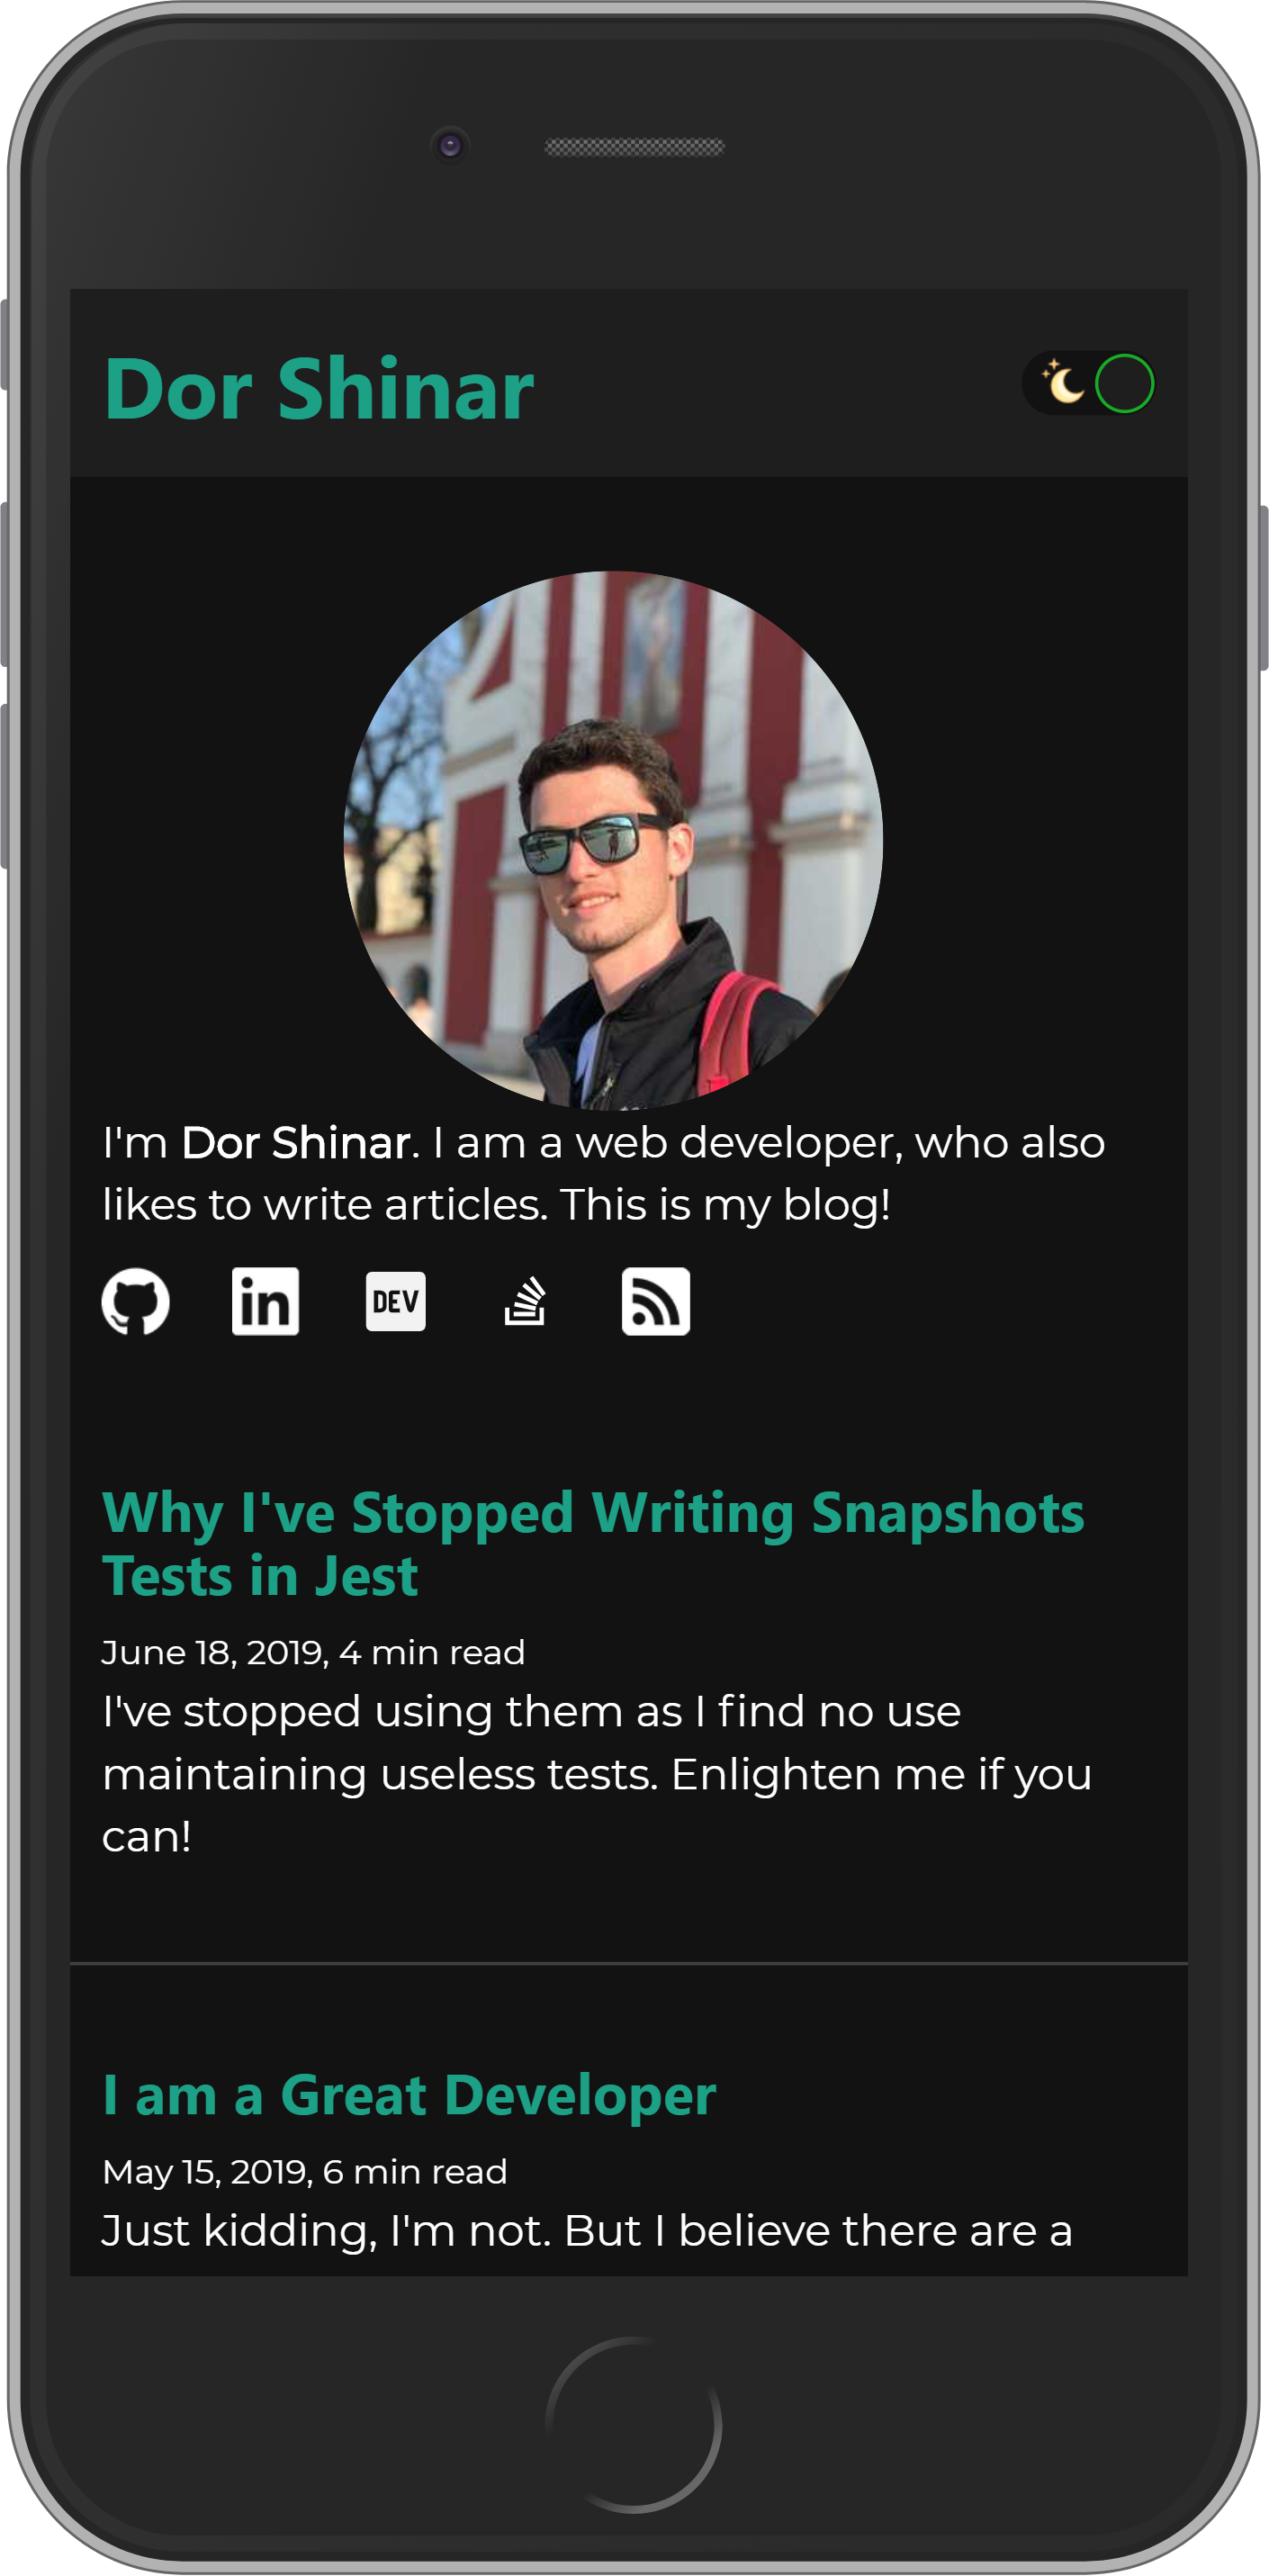 Dor Shinar
I'm Dor Shinar. I am a web developer, who also
likes to write articles. This is my blog!
in DEV
Why I've Stopped Writing Snapshots
Tests in Jest
June 18, 2019, 4 min read
I've stopped using them as I find no use
maintaining useless tests. Enlighten me if you
can!
I am a Great Developer
May 15, 2019, 6 min read
Just kidding, I'm not. But I believe there are a